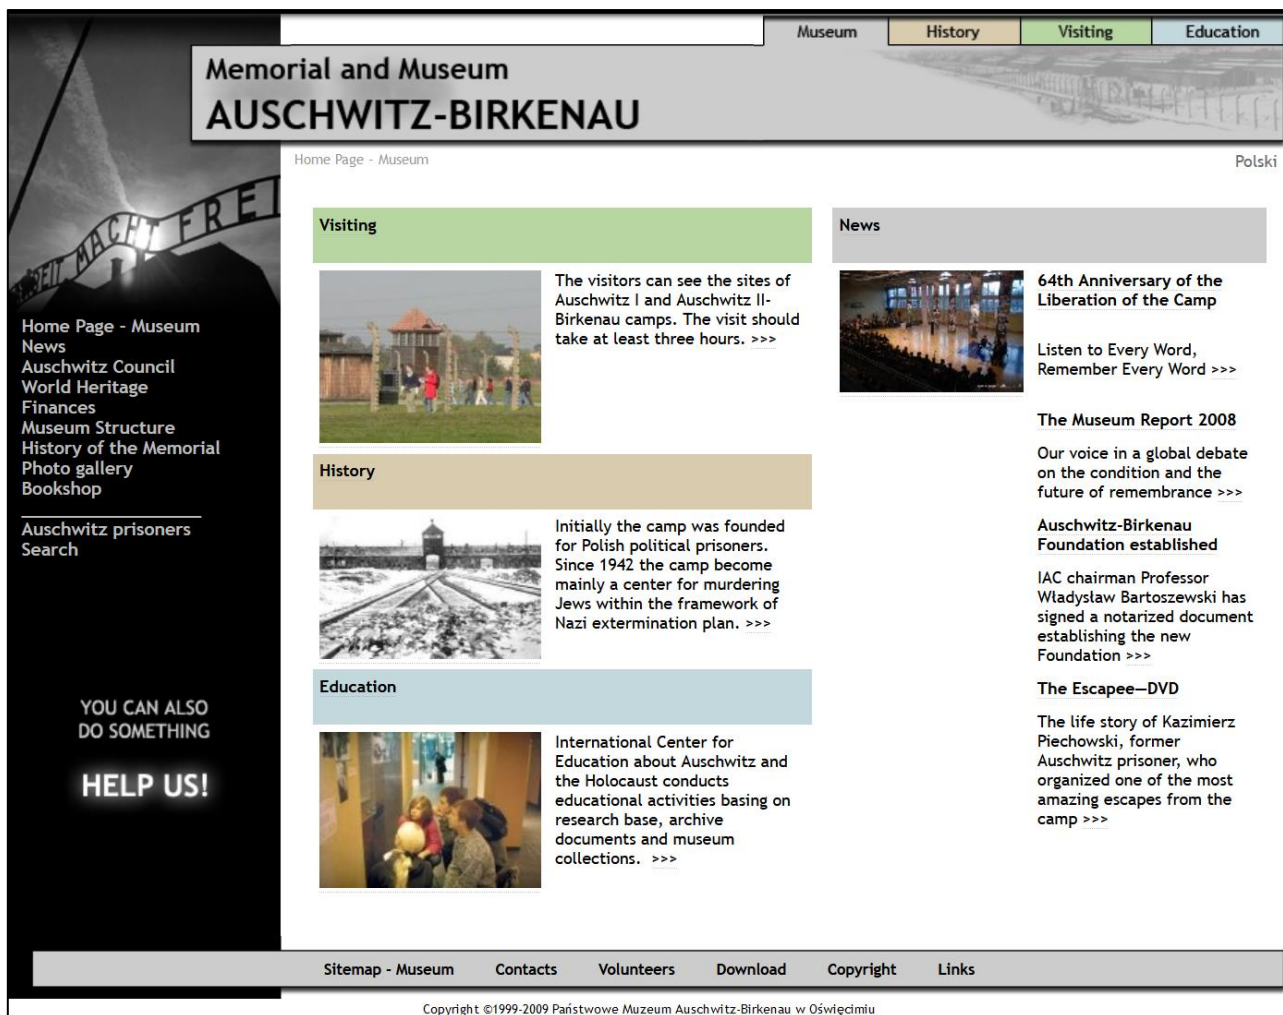 Museum
History
Visiting
Education
Memorial and Museum
AUSCHWITZ-BIRKENAU
Home Page - Museum
Polski
ARBEIT MACHT FREI
Home Page - Museum
News
Auschwitz Council
World Heritage
Finances
Museum Structure
History of the Memorial
Photo gallery
Bookshop
Auschwitz prisoners
Search
YOU CAN ALSO
DO SOMETHING
HELP US!
Visiting
The visitors can see the sites of
Auschwitz I and Auschwitz II-
Birkenau camps. The visit should
take at least three hours. >>>
History
Initially the camp was founded
for Polish political prisoners.
Since 1942 the camp become
mainly a center for murdering
Jews within the framework of
Nazi extermination plan. >>>
Education
International Center for
Education about Auschwitz and
the Holocaust conducts
educational activities basing on
research base, archive
documents and museum
collections. >>>
News
64th Anniversary of the
Liberation of the Camp
Listen to Every Word,
Remember Every Word >>>
The Museum Report 2008
Our voice in a global debate
on the condition and the
future of remembrance >>>
Auschwitz-Birkenau
Foundation established
IAC chairman Professor
Władysław Bartoszewski has
signed a notarized document
establishing the new
Foundation >>>
The Escapee—DVD
The life story of Kazimierz
Piechowski, former
Auschwitz prisoner, who
organized one of the most
amazing escapes from the
camp >>>
Sitemap - Museum
Contacts
Volunteers
Download
Copyright
Links
Copyright ©1999-2009 Państwowe Muzeum Auschwitz-Birkenau w Oświęcimiu